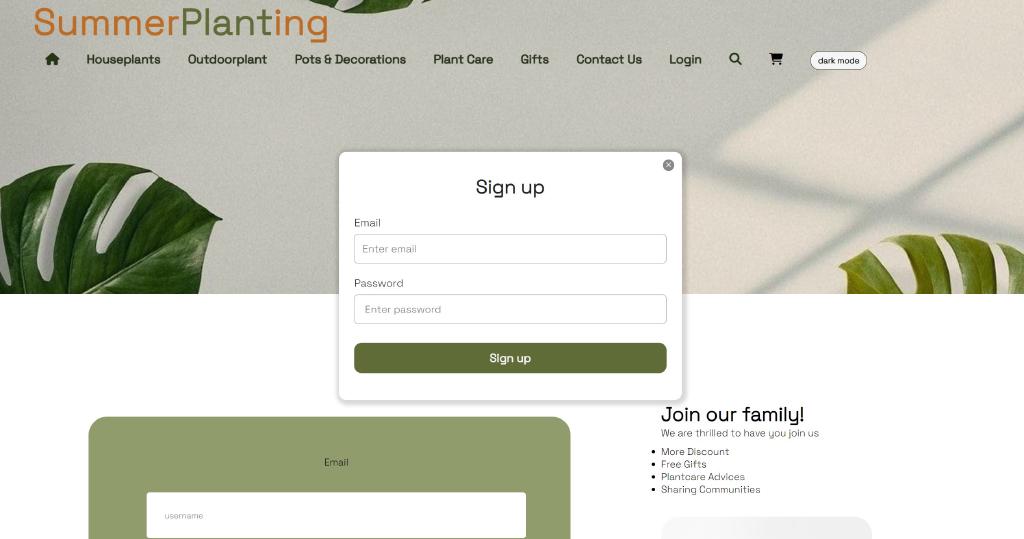 SummerPlanting
Houseplants Outdoorplant Pots & Decorations Plant Care Gifts Contact Us Login dark mode
Sign up
Email
Enter email
Password
Enter password
Sign up
Join our family!
We are thrilled to have you join us
More Discount
Free Gifts
Plantcare Advices
Sharing Communities
Email
username